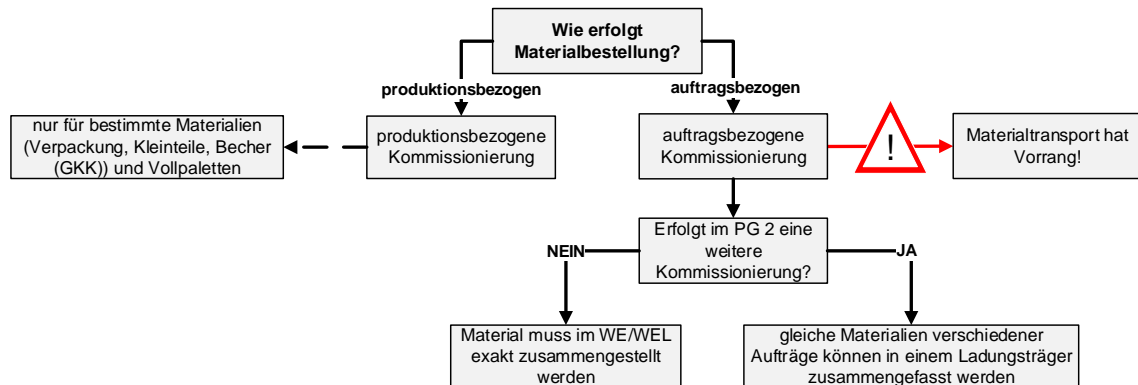 Wie erfolgt
Materialbestellung?
produktionsbezogen
auftragsbezogen
nur für bestimmte Materialien
(Verpackung, Kleinteile, Becher
(GKK)) und Vollpaletten
produktionsbezogene
Kommissionierung
auftragsbezogene
Kommissionierung
!
Materialtransport hat
Vorrang!
Erfolgt im PG 2 eine
weitere
Kommissionierung?
NEIN
JA
Material muss im WE/WEL
exakt zusammengestellt
werden
gleiche Materialien verschiedener
Aufträge können in einem Ladungsträger
zusammengefasst werden